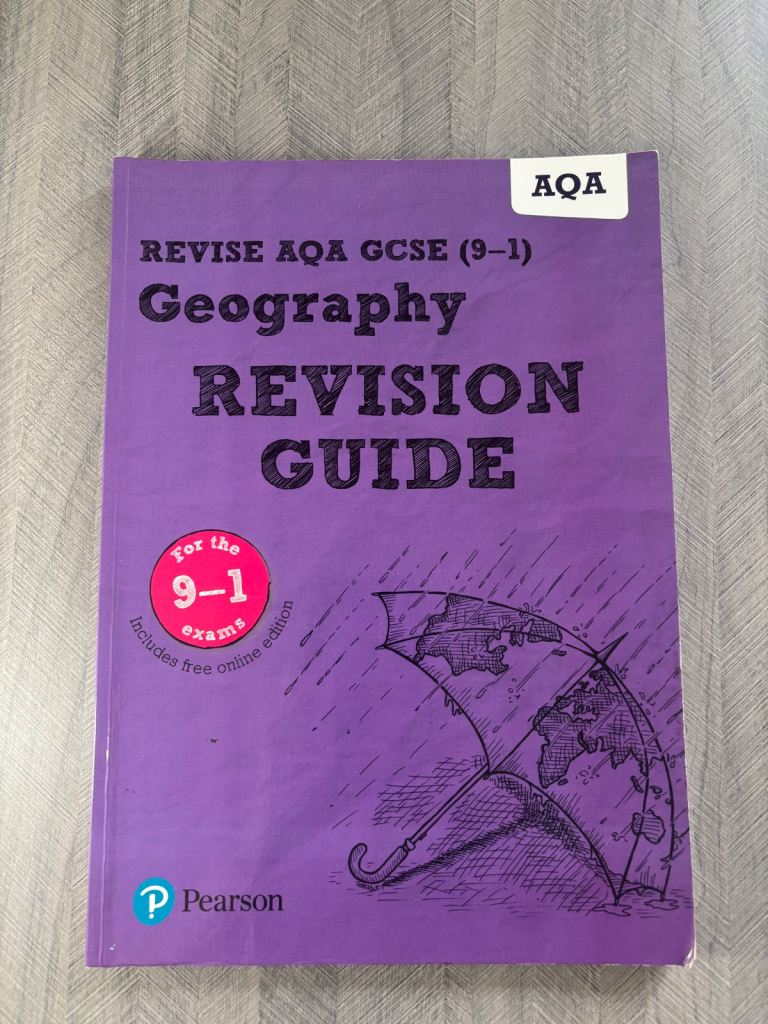 AQA
REVISE AQA GCSE (9–1)
Geography
REVISION
GUIDE
For the
9–1
exams
Includes free online edition
Pearson